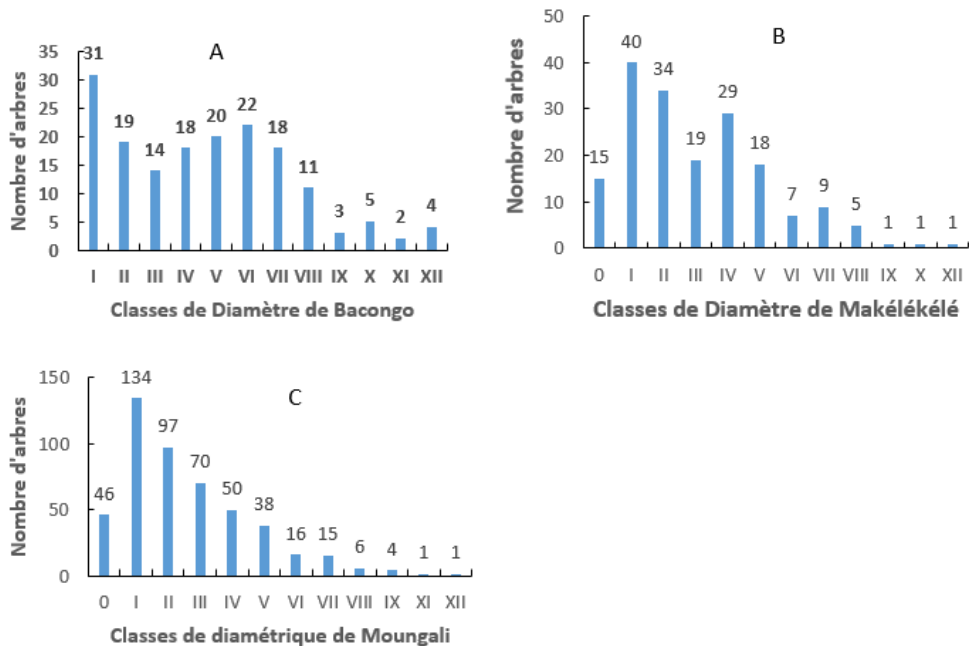 A
Nombre d'arbres
35
30
25
20
15
10
5
0
31 19 14 18 20 22 18 11 3 5 2 4
I II III IV V VI VII VIII IX X XI XII
Classes de Diamètre de Bacongo
B
Nombre d'arbres
50
40
30
20
10
0
15 40 34 19 29 18 7 9 5 1 1 1
0 I II III IV V VI VII VIII IX X XII
Classes de Diamètre de Makélékélé
C
Nombre d'arbres
150
100
50
0
46 134 97 70 50 38 16 15 6 4 1 1
0 I II III IV V VI VII VIII IX XI XII
Classes de diamétrique de Moungali